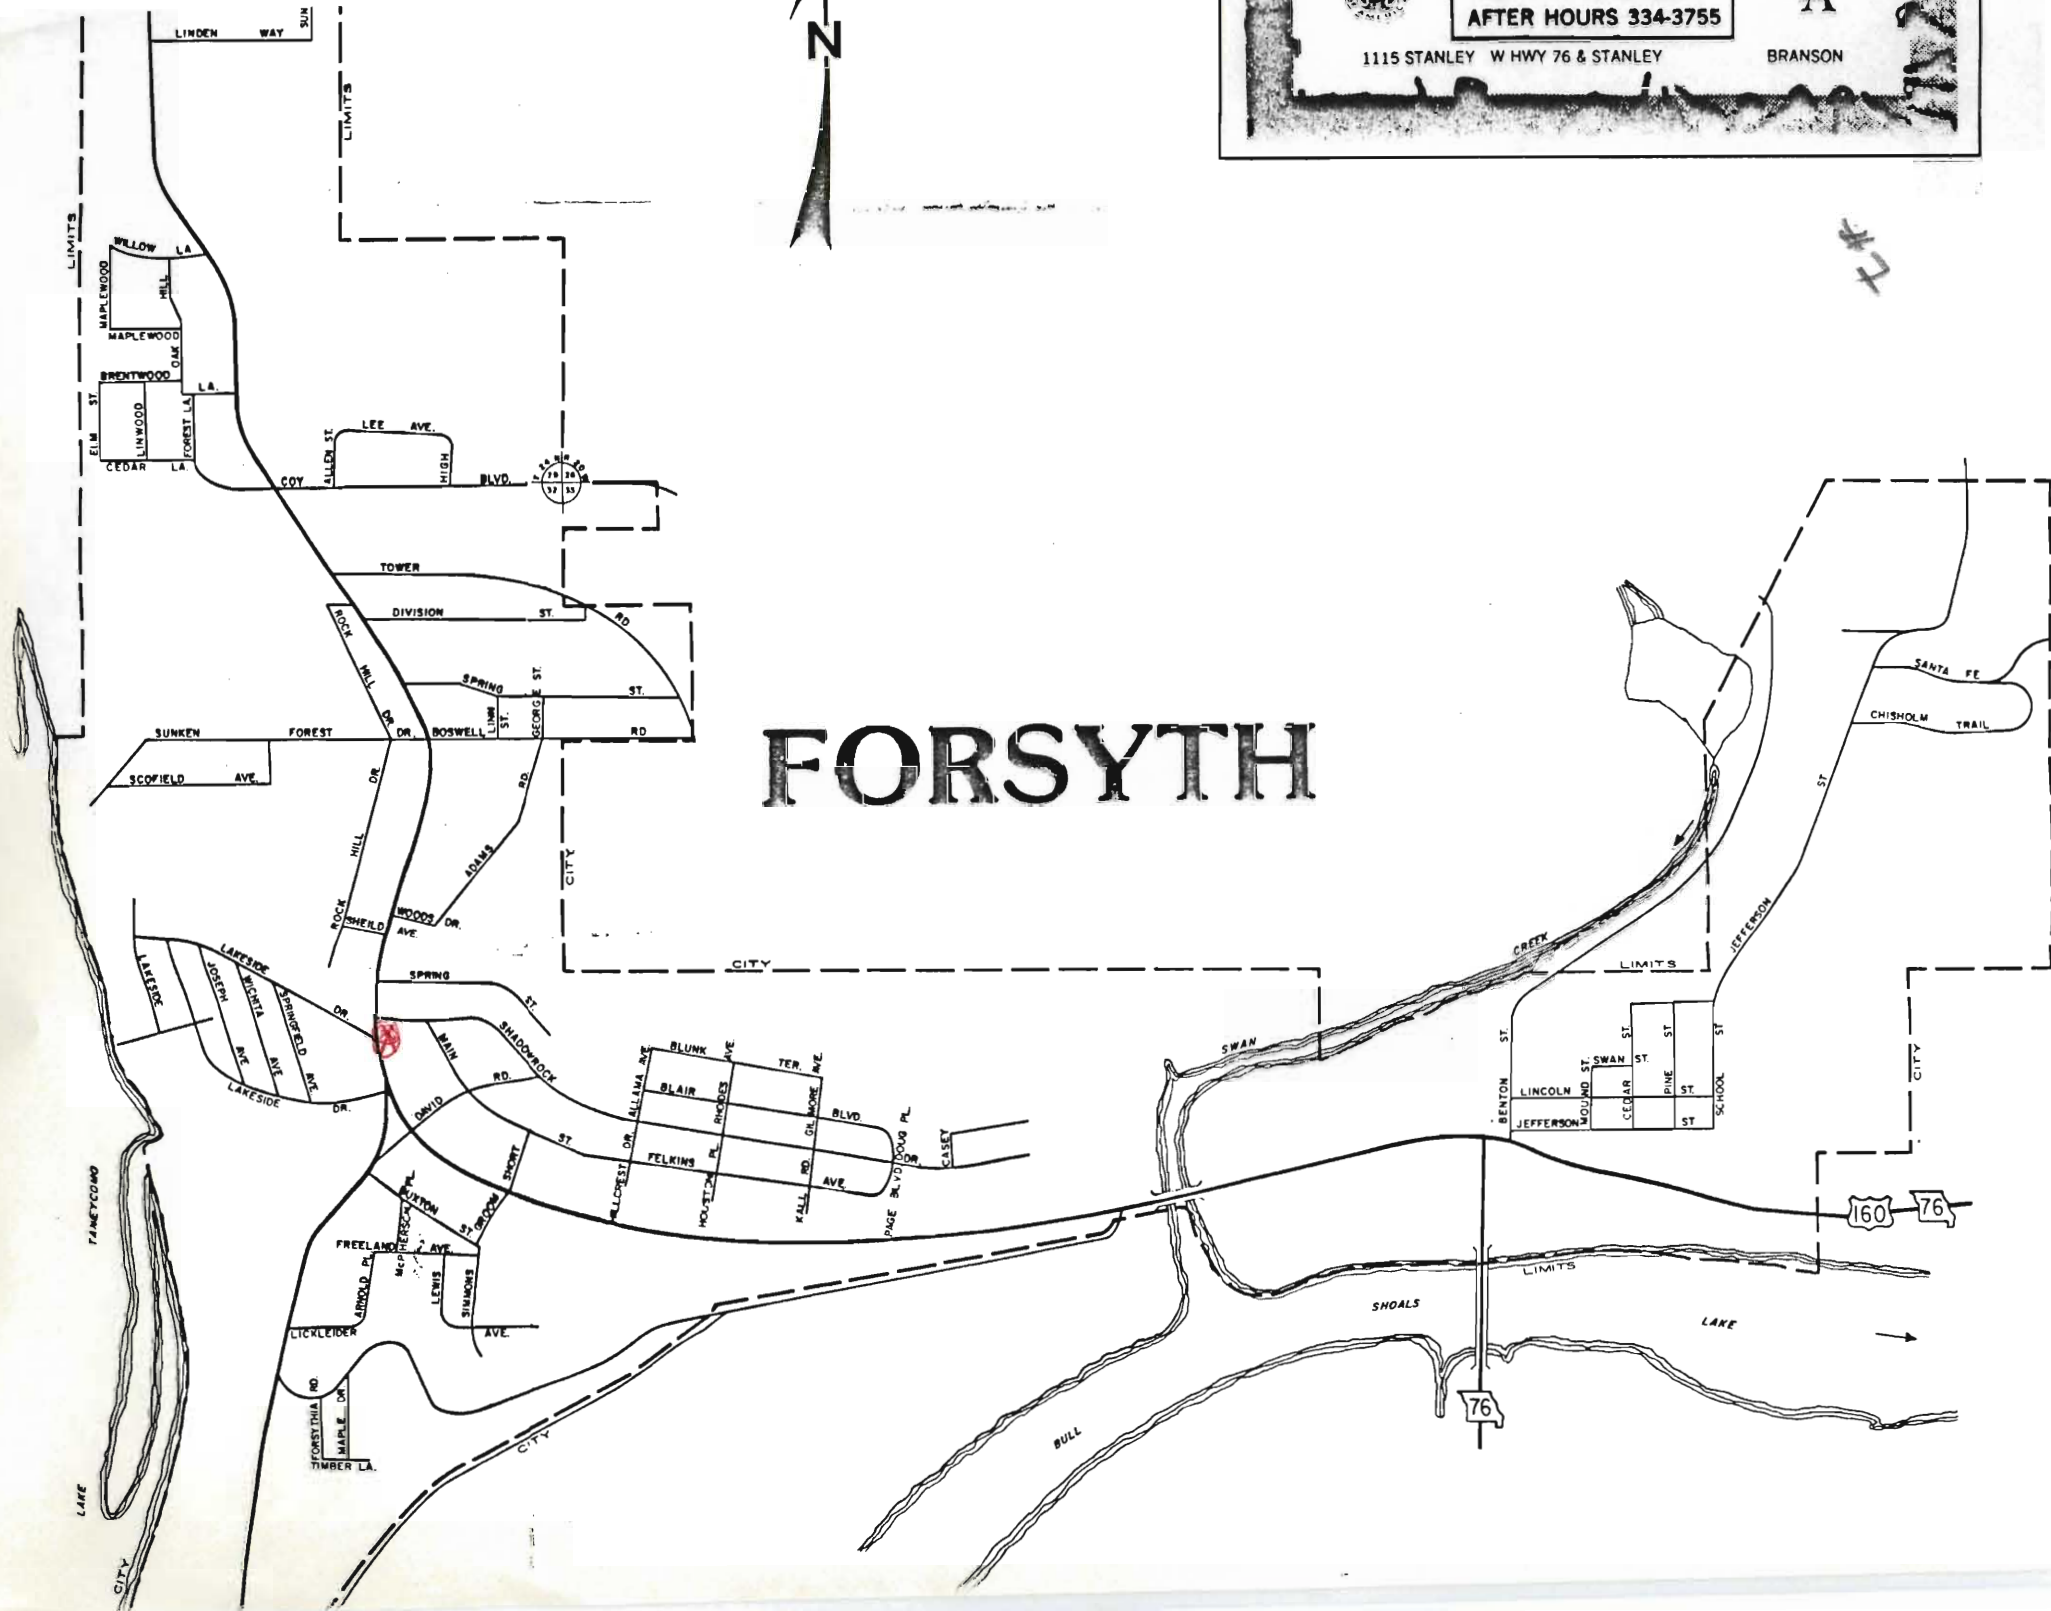 AFTER HOURS 334-3755
1115 STANLEY W HWY 76 & STANLEY BRANSON
N
LINDEN WAY
SUN
LIMITS
LIMITS
#4
WILLOW LA
MAPLEWOOD
HILL
MAPLEWOOD
OAK
BRENTWOOD
LA.
ELM ST.
LINWOOD
FOREST LA.
CEDAR LA.
LEE AVE.
ALLEN ST.
HIGH
COY BLVD.
TOWER RD
DIVISION ST.
ROCK HILL DR.
SPRING ST.
LINN ST.
GEORGE ST.
SUNKEN FOREST DR.
BOSWELL RD
SCOFIELD AVE.
ROCK HILL DR.
ADAMS RD.
SHEILD AVE.
WOODS DR.
FORSYTH
SANTA FE
CHISHOLM TRAIL
JEFFERSON ST
CITY
CITY
LIMITS
SWAN CREEK
LAKESIDE DR.
LAKESIDE
JOSEPH AVE
WICHITA AVE
SPRINGFIELD AVE.
LAKESIDE DR.
SPRING ST.
SHADOWROCK DR.
MAIN ST.
DAVID RD.
BLUNK TER.
BLAIR BLVD.
ALLAMA AVE.
RHODES AVE.
GILMORE AVE.
DOUG PL.
CASEY
FELKINS AVE.
HILLCREST DR.
HOUSTON PL
KALL RD.
PAGE BLVD
SHORT
GROOM
BUXTON ST.
McPHERSON PL
FREELAND AVE.
ARNOLD PL
LEWIS
SIMMONS
LICKLEIDER AVE.
FORSYTHIA RD.
MAPLE DR.
TIMBER LA.
BENTON ST.
MOUND ST.
SWAN ST.
CEDAR ST.
PINE ST
SCHOOL ST
LINCOLN ST.
JEFFERSON ST
CITY
160
76
LIMITS
BULL SHOALS LAKE
76
LAKE TANEYCOMO
CITY
CITY